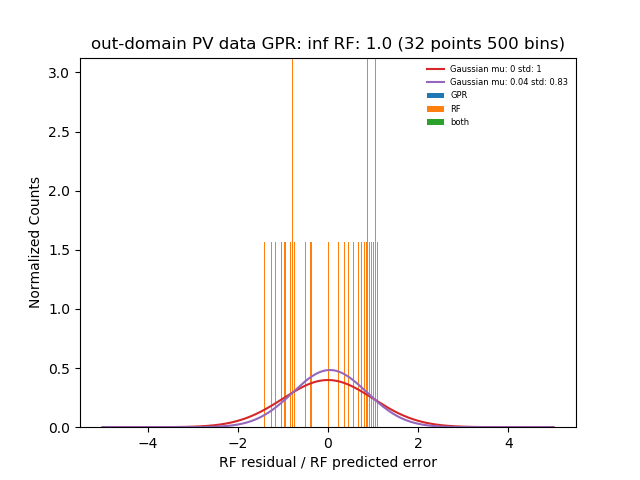 out-domain PV data GPR: inf RF: 1.0 (32 points 500 bins)
Gaussian mu: 0 std: 1
Gaussian mu: 0.04 std: 0.83
GPR
RF
both
Normalized Counts
3.0
2.5
2.0
1.5
1.0
0.5
0.0
−4 −2 0 2 4
RF residual / RF predicted error